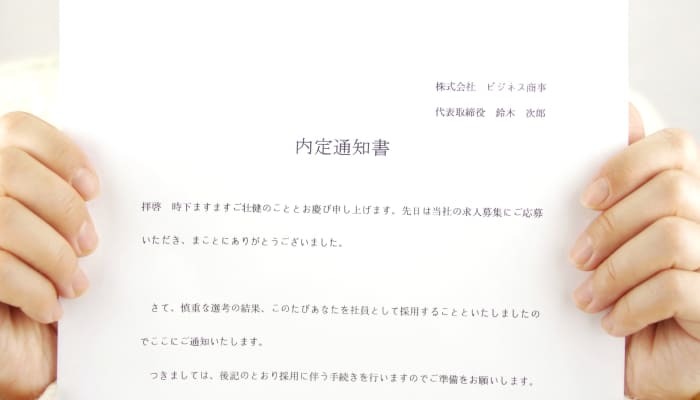 株式会社　ビジネス商事
代表取締役　鈴木　次郎
内定通知書
拝啓　時下ますますご壮健のこととお慶び申し上げます。先日は当社の求人募集にご応募
いただき、まことにありがとうございました。
さて、慎重な選考の結果、このたびあなたを社員として採用することといたしましたの
でここにご通知いたします。
つきましては、後記のとおり採用に伴う手続きを行いますのでご準備をお願いします。